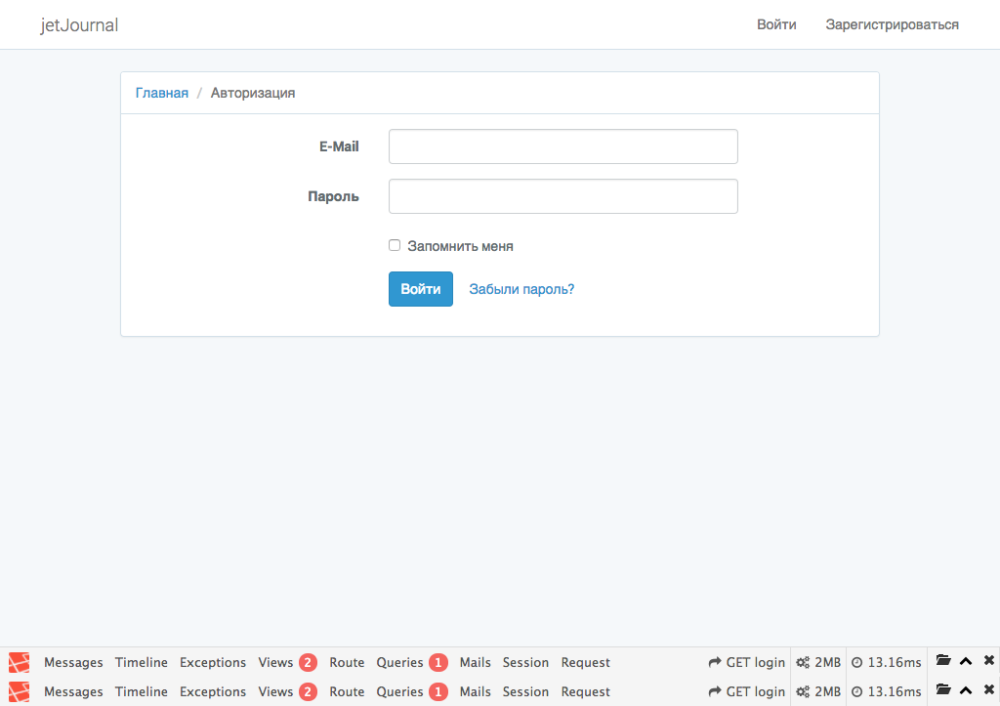 jetJournal Войти Зарегистрироваться
Главная / Авторизация
E-Mail
Пароль
Запомнить меня
Войти Забыли пароль?
Messages Timeline Exceptions Views 2 Route Queries 1 Mails Session Request GET login 2MB 13.16ms
Messages Timeline Exceptions Views 2 Route Queries 1 Mails Session Request GET login 2MB 13.16ms